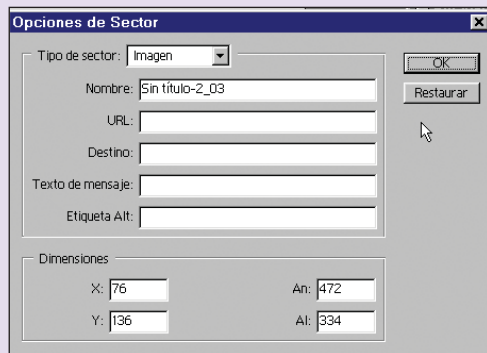 Opciones de Sector
Tipo de sector: Imagen
OK
Nombre: Sin título-2_03
Restaurar
URL:
Destino:
Texto de mensaje:
Etiqueta Alt:
Dimensiones
X: 76 An: 472
Y: 136 Al: 334